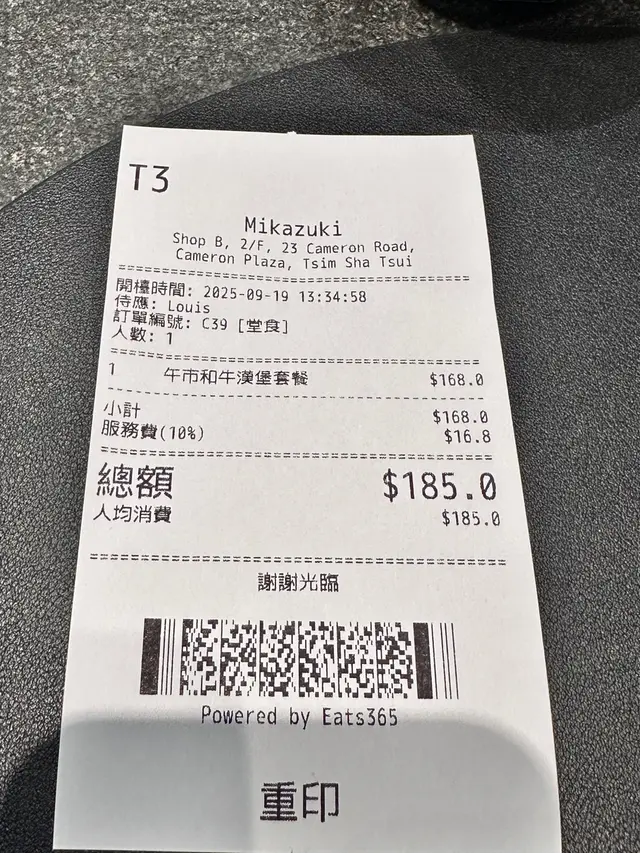 T3
Mikazuki
Shop B, 2/F, 23 Cameron Road,
Cameron Plaza, Tsim Sha Tsui
開檯時間: 2025-09-19 13:34:58
侍應: Louis
訂單編號: C39 [堂食]
人數: 1
1 午市和牛漢堡套餐 $168.0
小計 $168.0
服務費(10%) $16.8
總額 $185.0
人均消費 $185.0
謝謝光臨
Powered by Eats365
重印